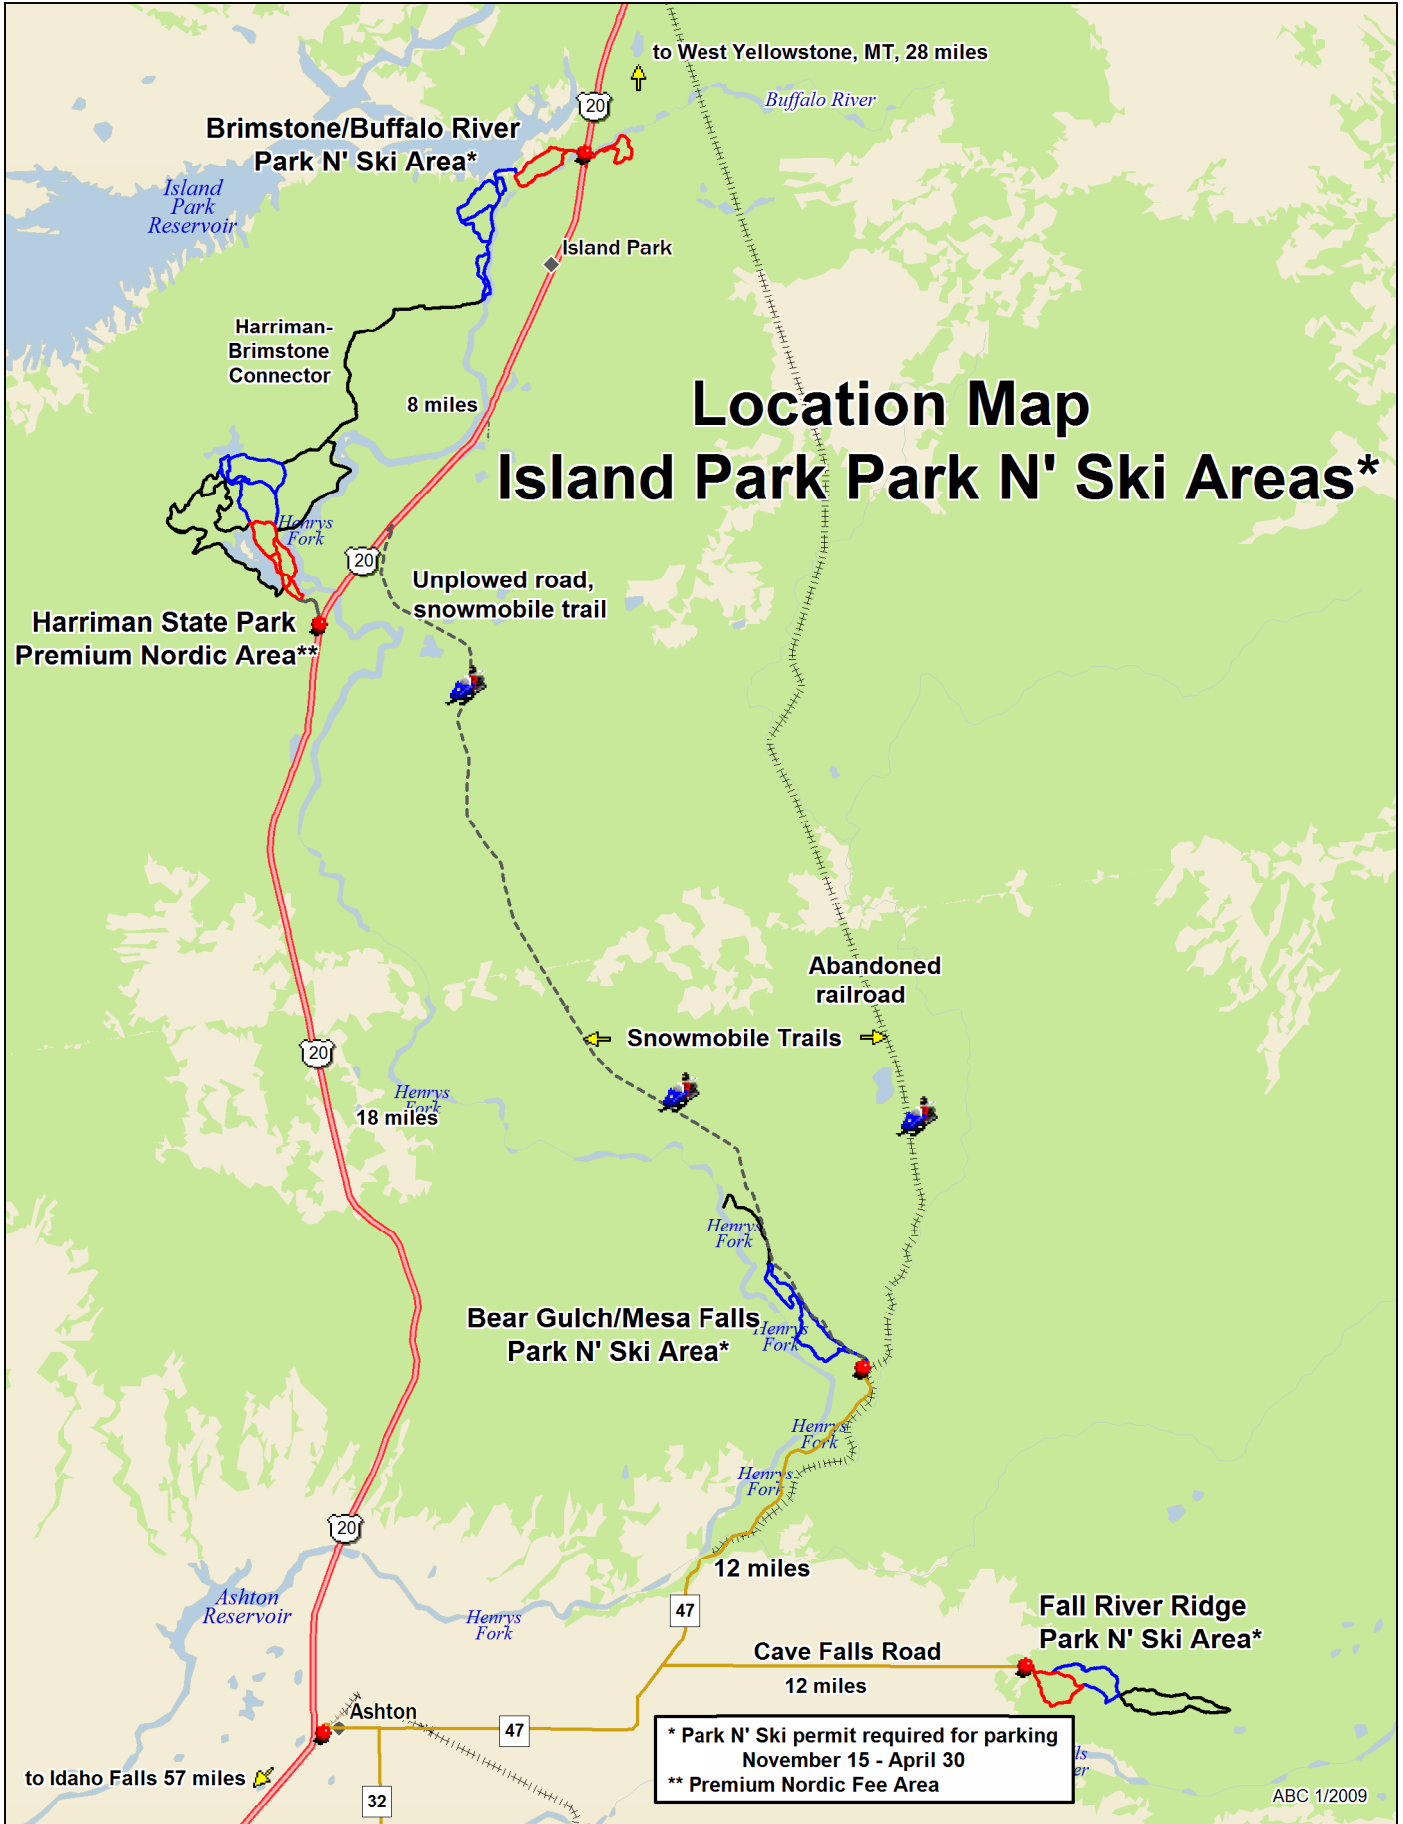 to West Yellowstone, MT, 28 miles
20
Buffalo River
Brimstone/Buffalo River
Park N' Ski Area*
Island
Park
Reservoir
Island Park
Harriman-
Brimstone
Connector
8 miles
Location Map
Island Park Park N' Ski Areas*
Henrys
Fork
20
Unplowed road,
snowmobile trail
Harriman State Park
Premium Nordic Area**
Abandoned
railroad
Snowmobile Trails
20
Henrys
Fork
18 miles
Henrys
Fork
Bear Gulch/Mesa Falls
Park N' Ski Area*
Henrys
Fork
Henrys
Fork
Henrys
Fork
20
12 miles
Ashton
Reservoir
Henrys
Fork
47
Fall River Ridge
Park N' Ski Area*
Cave Falls Road
12 miles
Ashton
47
* Park N' Ski permit required for parking
November 15 - April 30
** Premium Nordic Fee Area
to Idaho Falls 57 miles
32
ABC 1/2009